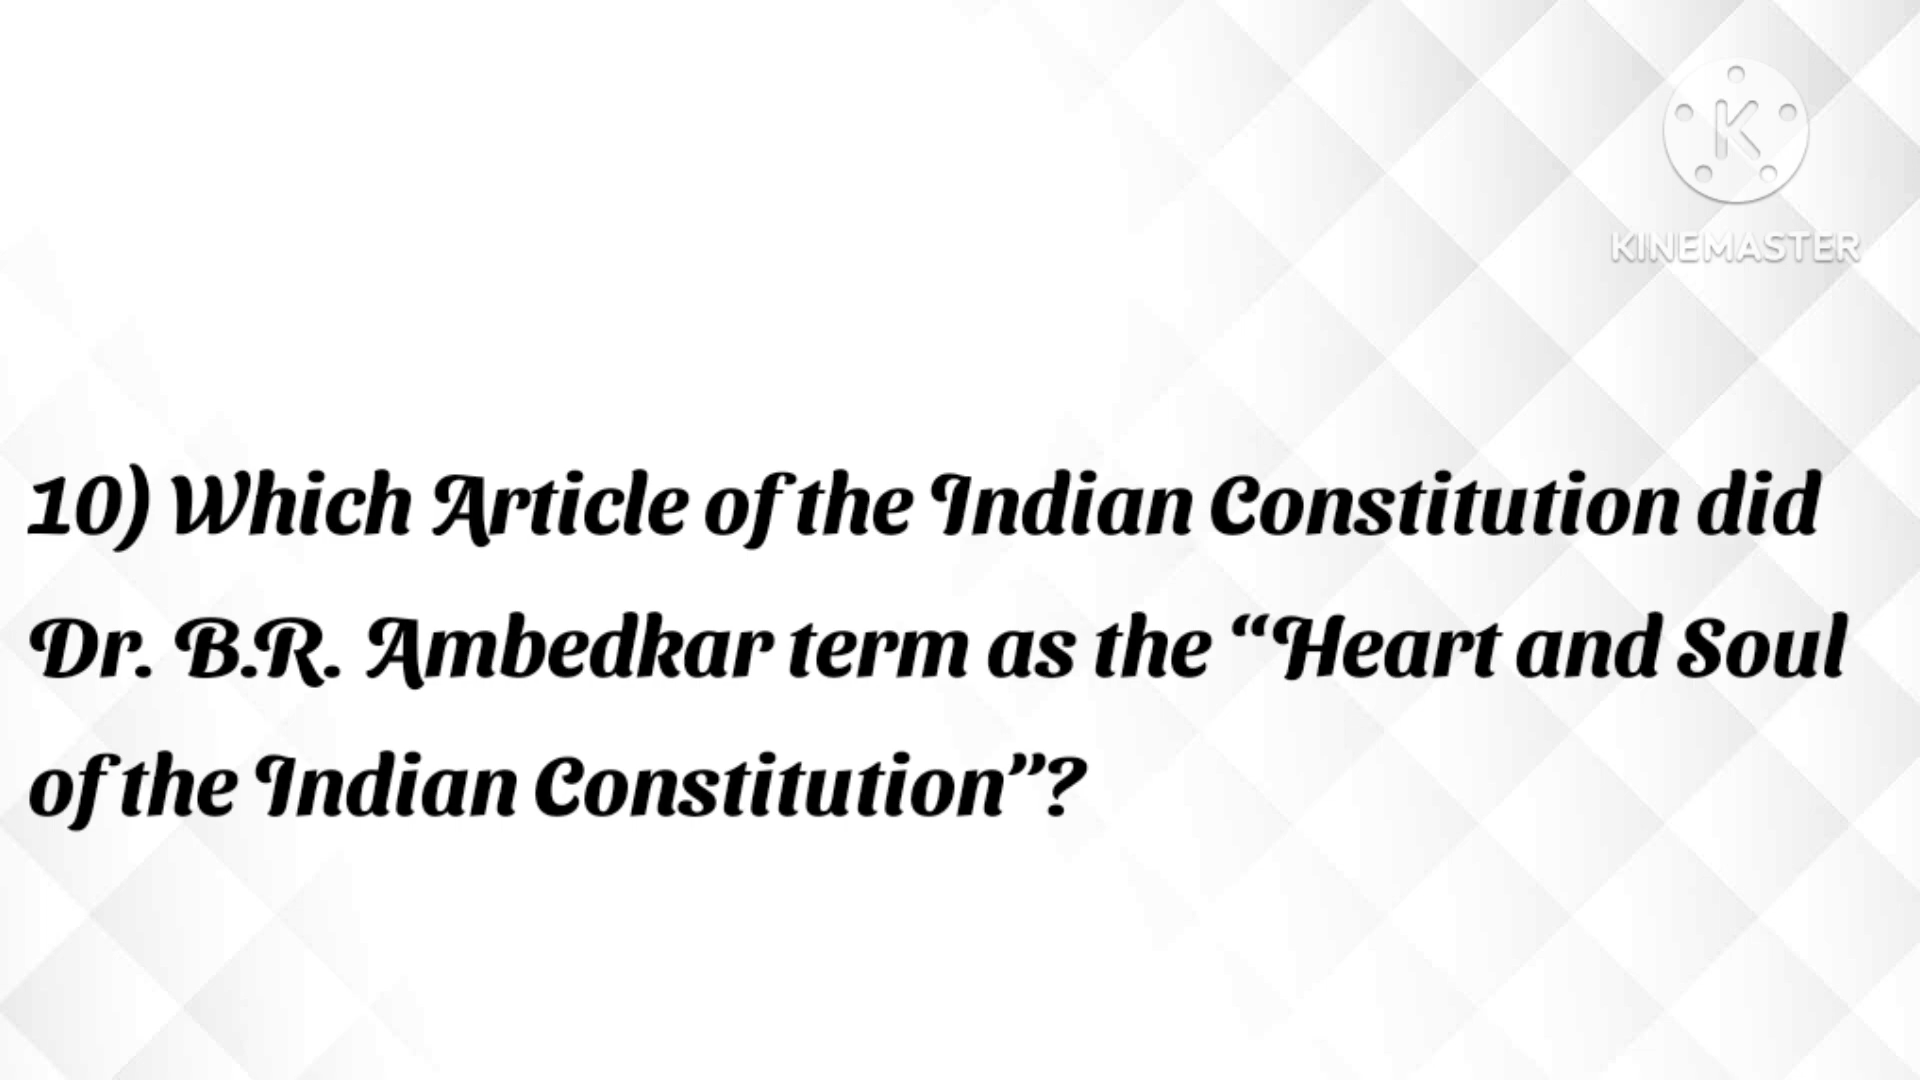 KINEMASTER
10) Which Article of the Indian Constitution did
Dr. B.R. Ambedkar term as the “Heart and Soul
of the Indian Constitution”?